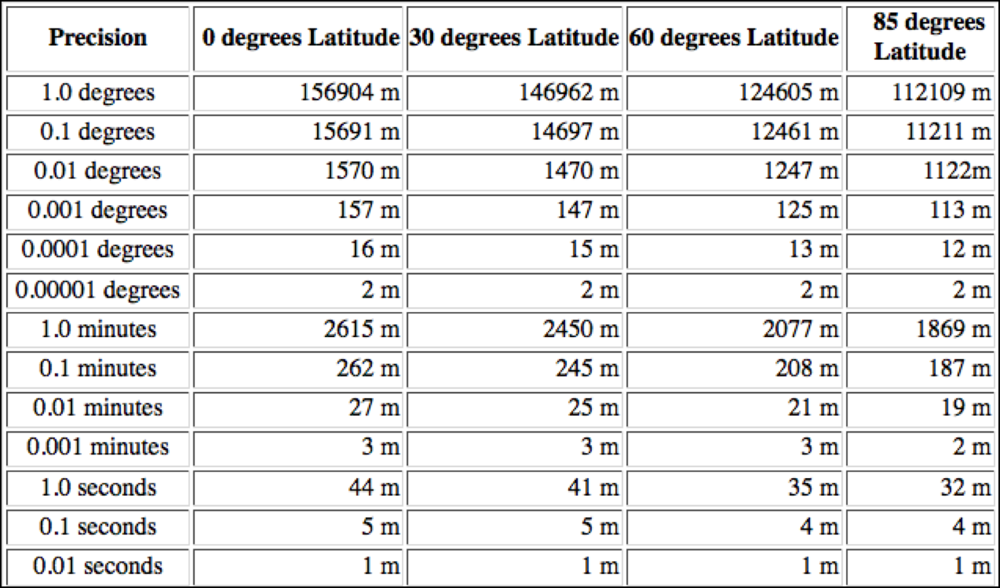 Precision 0 degrees Latitude 30 degrees Latitude 60 degrees Latitude 85 degrees Latitude
1.0 degrees 156904 m 146962 m 124605 m 112109 m
0.1 degrees 15691 m 14697 m 12461 m 11211 m
0.01 degrees 1570 m 1470 m 1247 m 1122m
0.001 degrees 157 m 147 m 125 m 113 m
0.0001 degrees 16 m 15 m 13 m 12 m
0.00001 degrees 2 m 2 m 2 m 2 m
1.0 minutes 2615 m 2450 m 2077 m 1869 m
0.1 minutes 262 m 245 m 208 m 187 m
0.01 minutes 27 m 25 m 21 m 19 m
0.001 minutes 3 m 3 m 3 m 2 m
1.0 seconds 44 m 41 m 35 m 32 m
0.1 seconds 5 m 5 m 4 m 4 m
0.01 seconds 1 m 1 m 1 m 1 m